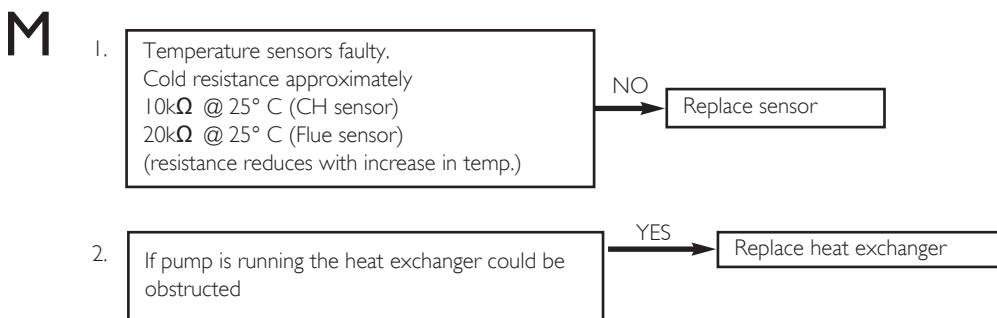 M
1.
Temperature sensors faulty.
Cold resistance approximately
10kΩ @ 25° C (CH sensor)
20kΩ @ 25° C (Flue sensor)
(resistance reduces with increase in temp.)
NO
Replace sensor
2.
If pump is running the heat exchanger could be
obstructed
YES
Replace heat exchanger